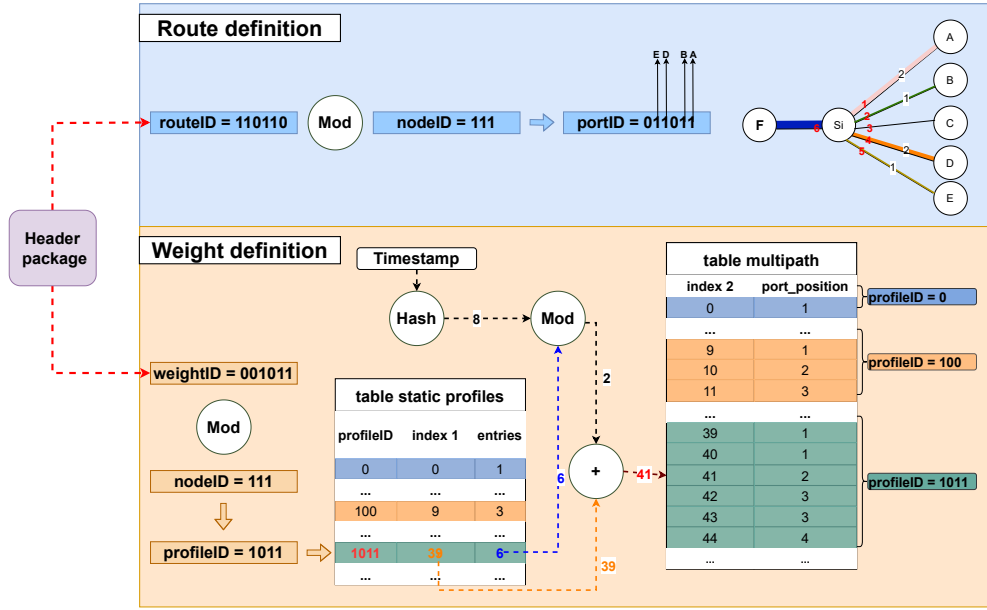 Route definition
E D B A
routeID = 110110
Mod
nodeID = 111
portID = 011011
F
6
Si
1
2
3
4
5
2
1
2
1
A
B
C
D
E
Header
package
Weight definition
Timestamp
Hash
8
Mod
2
weightID = 001011
Mod
nodeID = 111
profileID = 1011
table static profiles
profileID index 1 entries
0 0 1
... ... ...
100 9 3
... ... ...
1011 39 6
... ... ...
6
+
39
41
table multipath
index 2 port_position
0 1
... ...
9 1
10 2
11 3
... ...
39 1
40 1
41 2
42 3
43 3
44 4
... ...
profileID = 0
profileID = 100
profileID = 1011